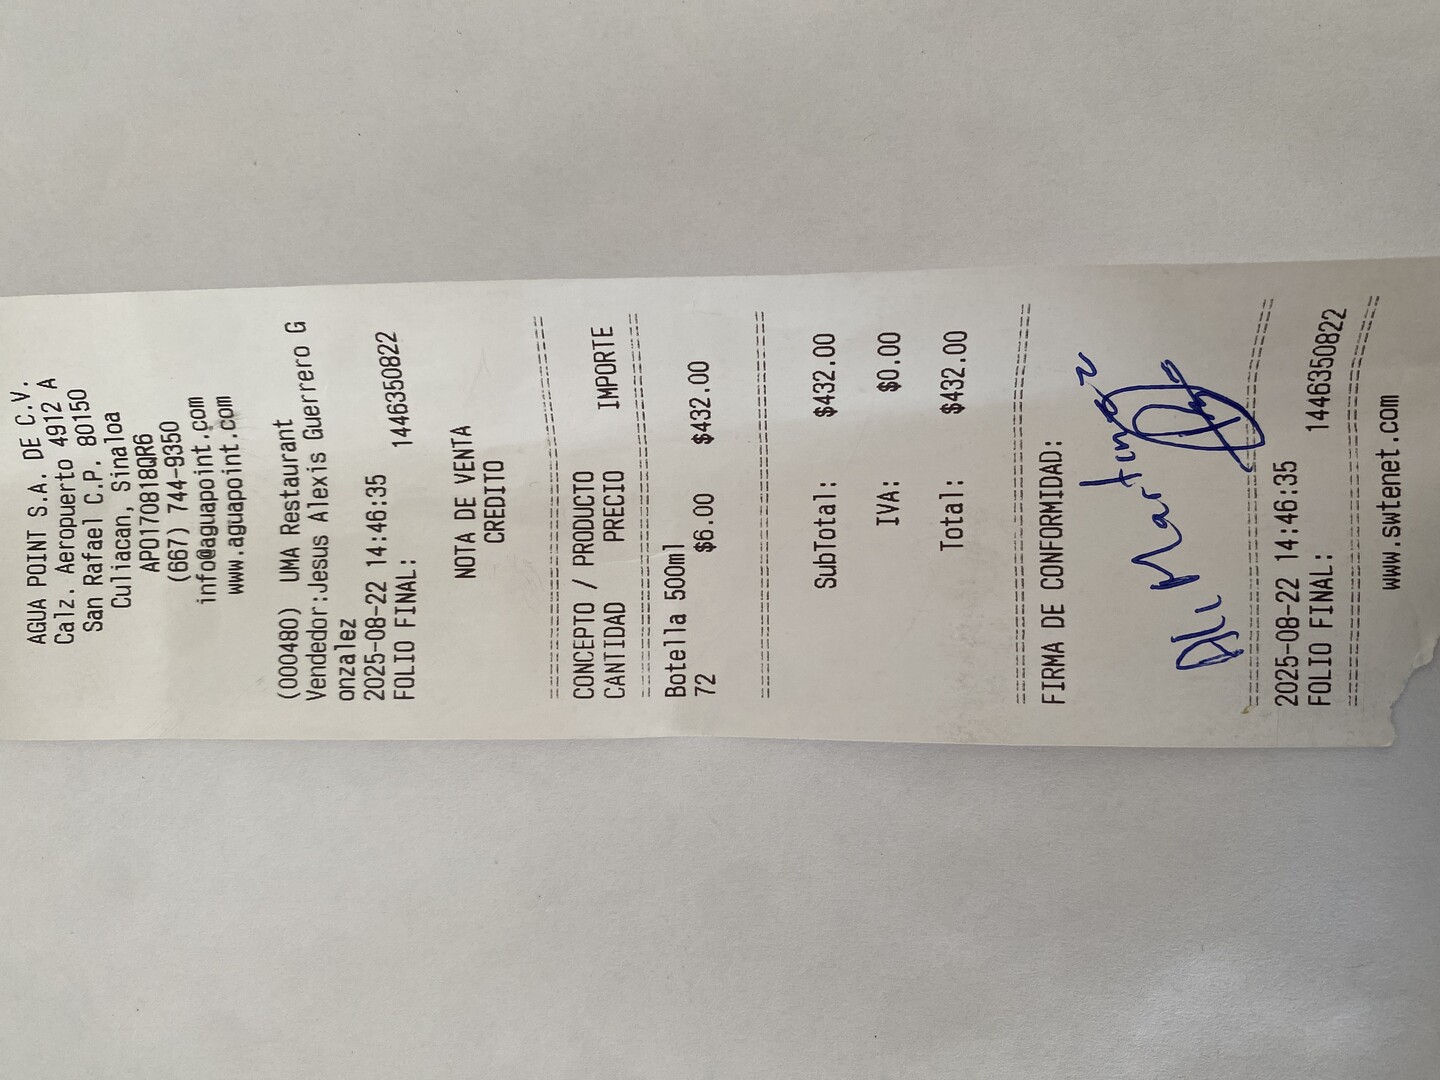 AGUA POINT S.A. DE C.V.
Calz. Aeropuerto 4912 A
San Rafael C.P. 80150
Culiacan, Sinaloa
APO170818QR6
(667) 744-9350
info@aguapoint.com
www.aguapoint.com
(000480) UMA Restaurant
Vendedor:Jesus Alexis Guerrero G
onzalez
2025-08-22 14:46:35
FOLIO FINAL: 1446350822
NOTA DE VENTA
CREDITO
================================
CONCEPTO / PRODUCTO
CANTIDAD PRECIO IMPORTE
================================
Botella 500ml
72 $6.00 $432.00
================================
SubTotal: $432.00
IVA: $0.00
Total: $432.00
================================
FIRMA DE CONFORMIDAD:
Martinez
================================
2025-08-22 14:46:35
FOLIO FINAL: 1446350822
================================
www.swtenet.com